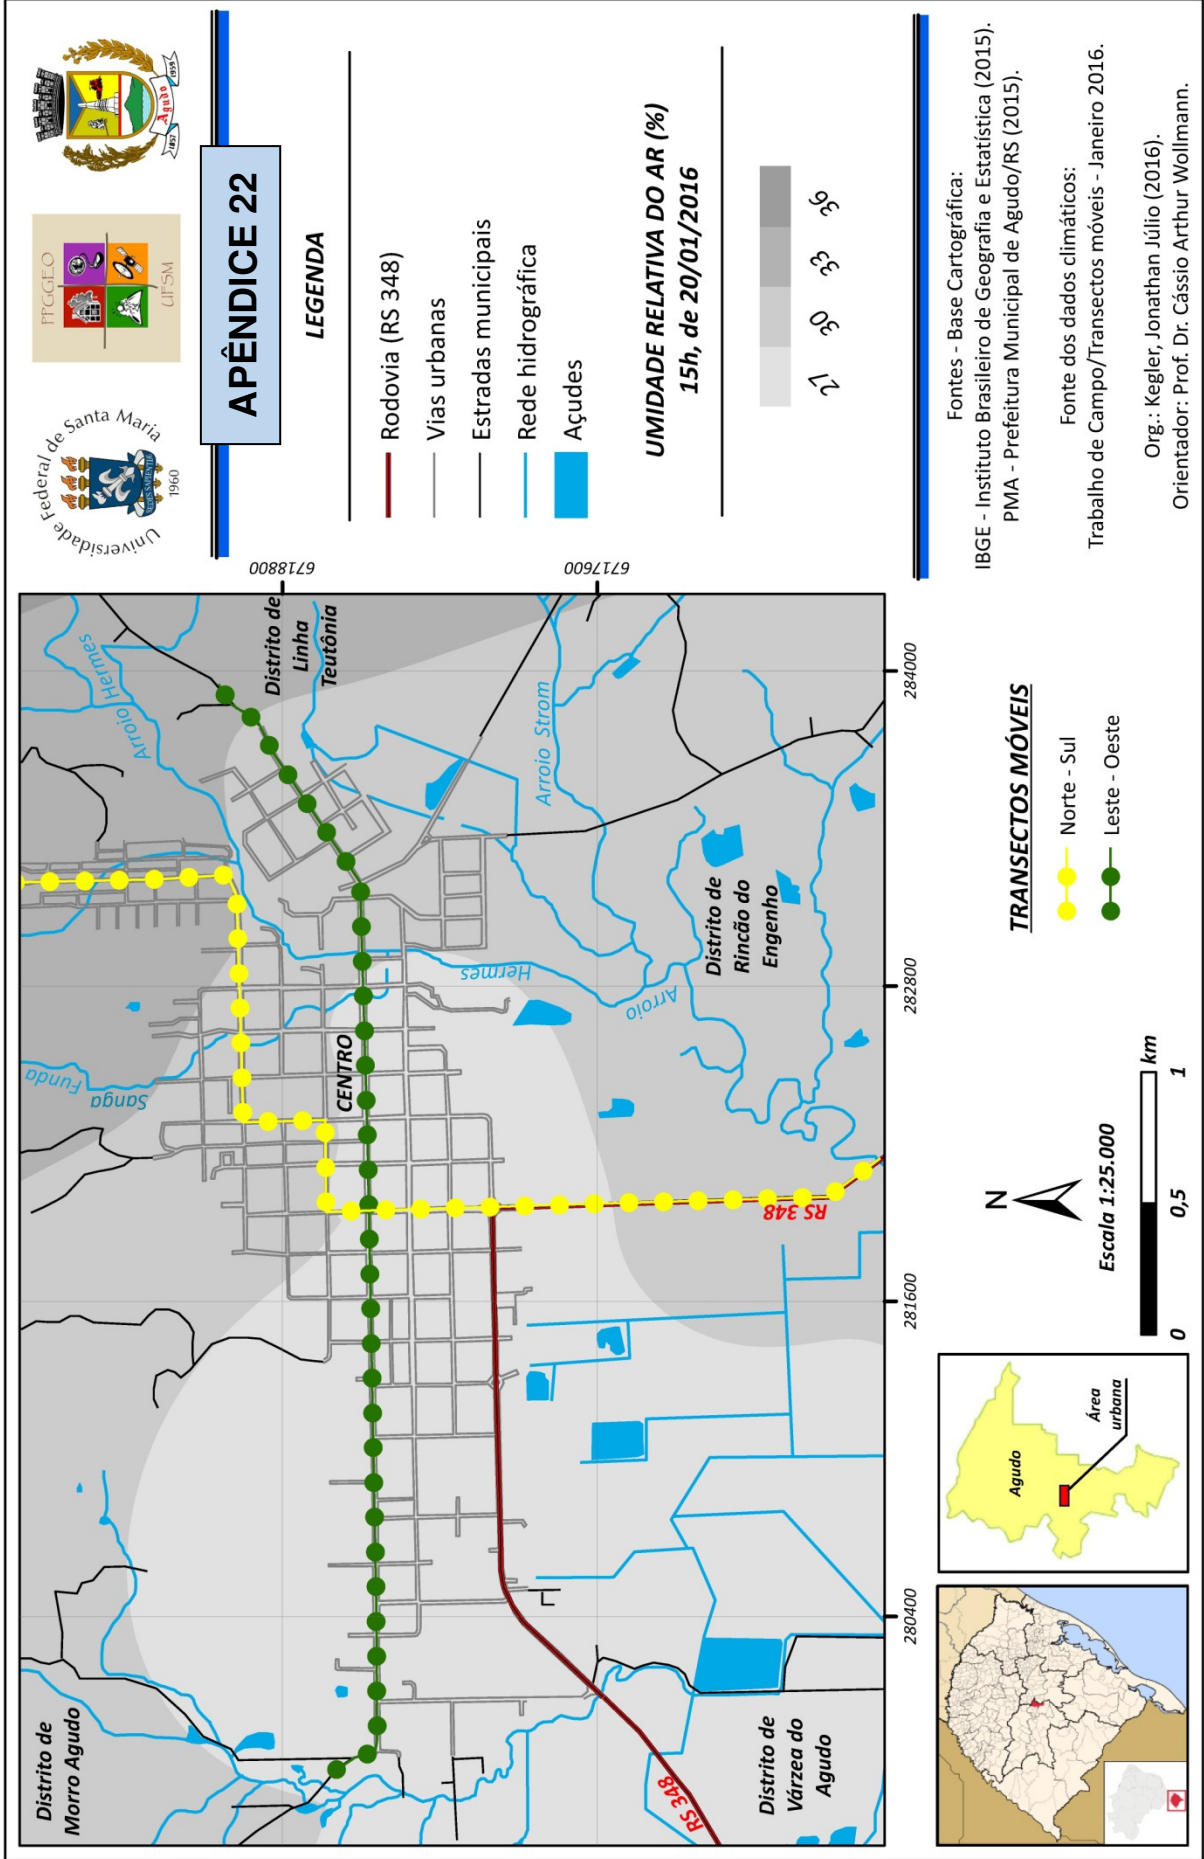 Universidade Federal de Santa Maria
SEDES SAPIENTIAE
1960
PPGGEO
UFSM
Agudo
1857
1959
APÊNDICE 22
LEGENDA
Rodovia (RS 348)
Vias urbanas
Estradas municipais
Rede hidrográfica
Açudes
UMIDADE RELATIVA DO AR (%)
15h, de 20/01/2016
27
30
33
36
Fontes - Base Cartográfica:
IBGE - Instituto Brasileiro de Geografia e Estatística (2015).
PMA - Prefeitura Municipal de Agudo/RS (2015).
Fonte dos dados climáticos:
Trabalho de Campo/Transectos móveis - Janeiro 2016.
Org.: Kegler, Jonathan Júlio (2016).
Orientador: Prof. Dr. Cássio Arthur Wollmann.
Distrito de
Morro Agudo
Sanga
Funda
Arroio Hermes
Distrito de
Linha
Teutônia
6718800
CENTRO
Hermes
Arroio
Arroio Strom
6717600
Distrito de
Rincão do
Engenho
RS 348
RS 348
Distrito de
Várzea do
Agudo
280400
281600
282800
284000
Agudo
Área
urbana
N
Escala 1:25.000
0
0,5
1
km
TRANSECTOS MÓVEIS
Norte - Sul
Leste - Oeste